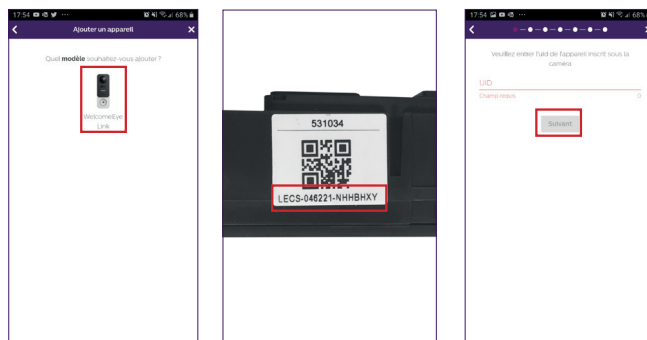 17:54 68%
Ajouter un appareil
Quel modèle souhaitez-vous ajouter ?
WelcomeEye
Link
531034
LECS-046221-NHHBHXY
17:54 68%
Veuillez entrer l'uid de l'appareil inscrit sous la
caméra
UID
Champ requis 0
Suivant